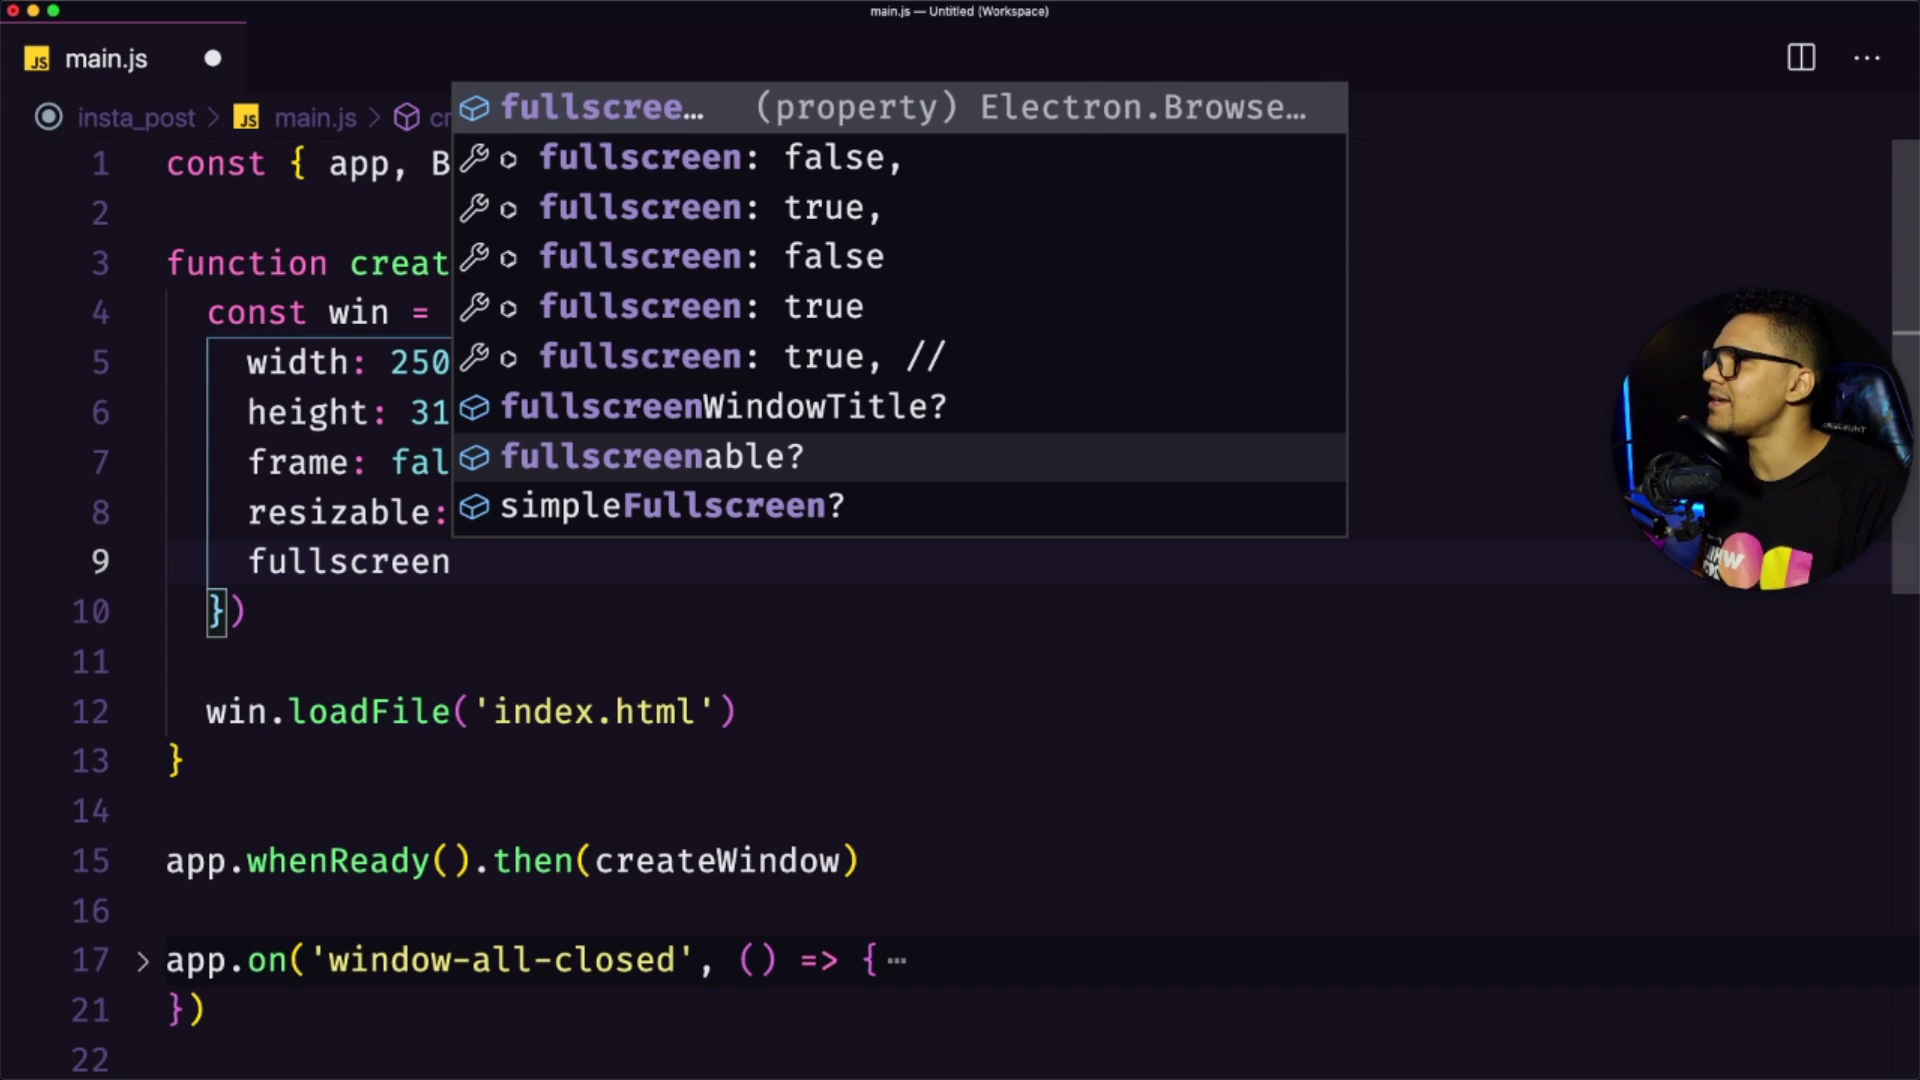 main.js — Untitled (Workspace)
main.js
insta_post > main.js > cr
fullscree… (property) Electron.Browse…
fullscreen: false,
fullscreen: true,
fullscreen: false
fullscreen: true
fullscreen: true, //
fullscreenWindowTitle?
fullscreenable?
simpleFullscreen?
1 const { app, B
2
3 function creat
4 const win =
5 width: 250
6 height: 31
7 frame: fal
8 resizable:
9 fullscreen
10 })
11
12 win.loadFile('index.html')
13 }
14
15 app.whenReady().then(createWindow)
16
17 > app.on('window-all-closed', () => {…
21 })
22